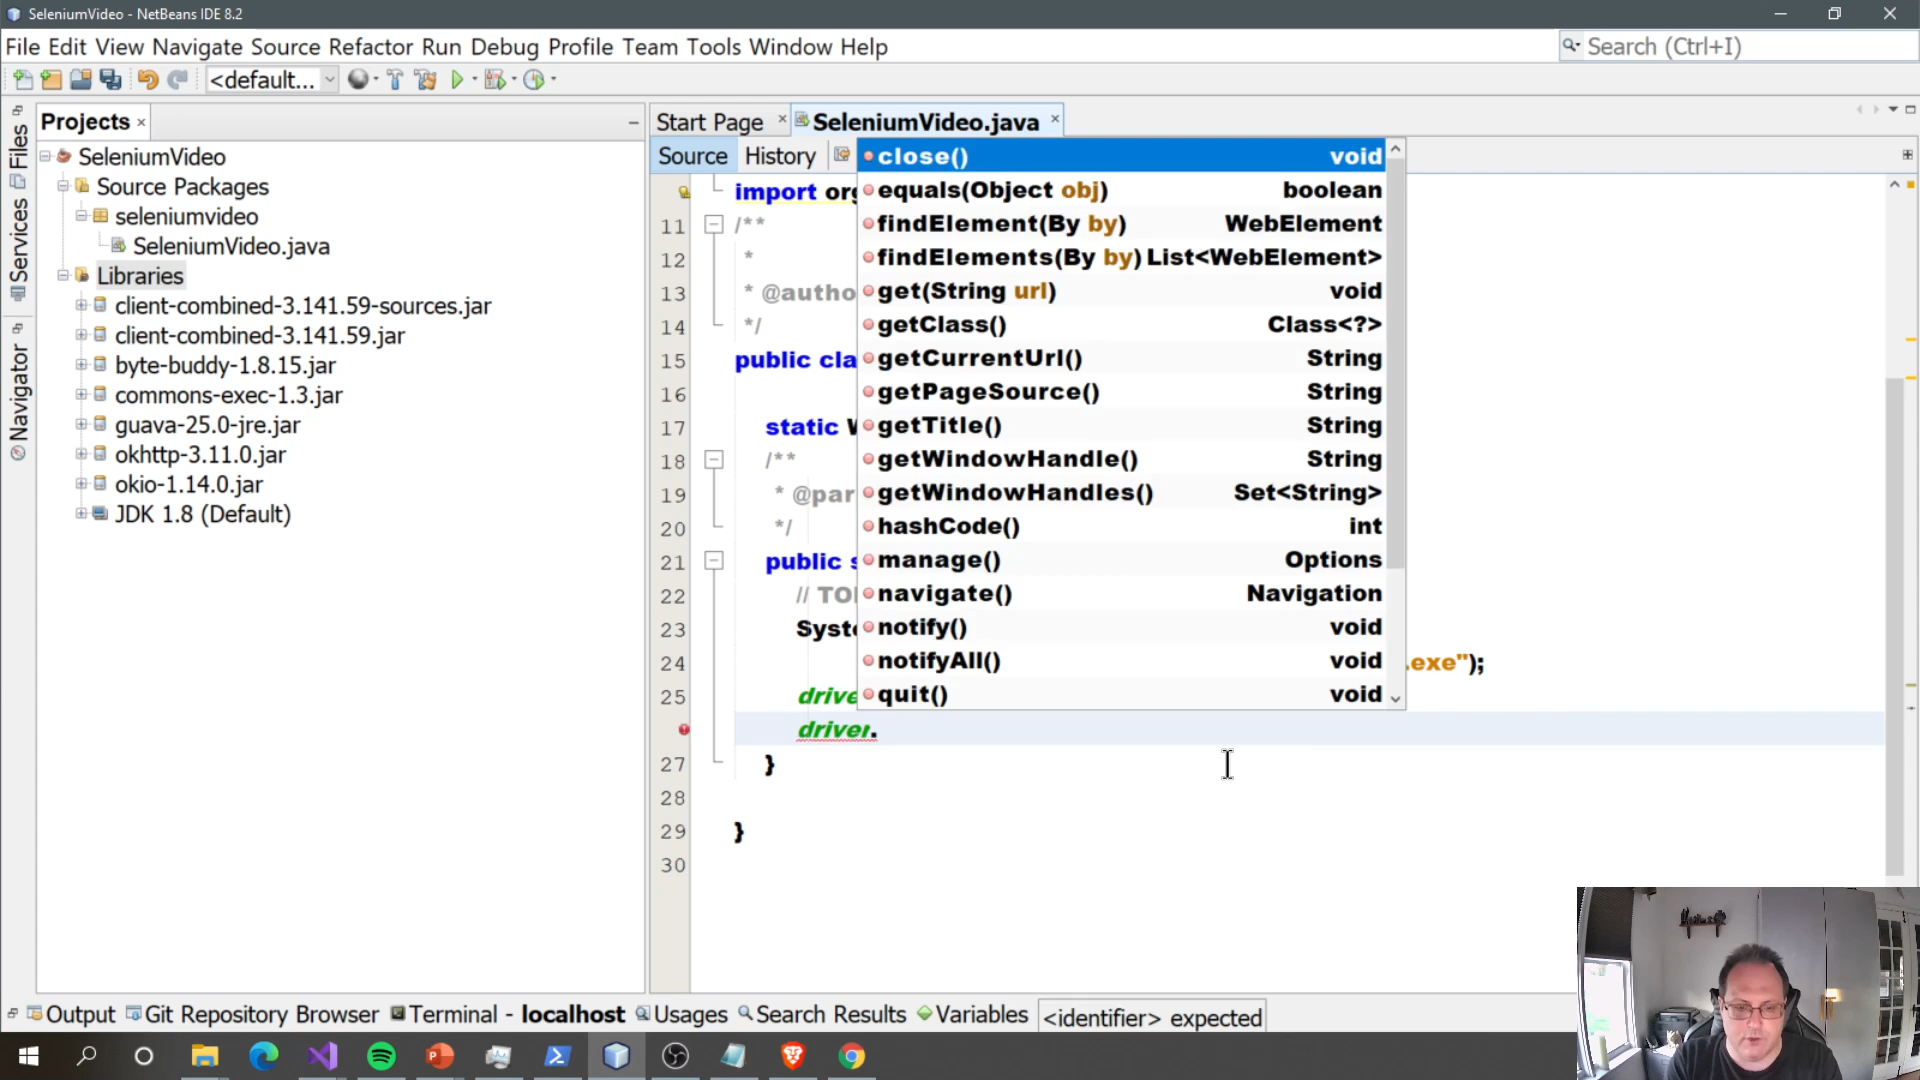 SeleniumVideo - NetBeans IDE 8.2
File Edit View Navigate Source Refactor Run Debug Profile Team Tools Window Help
Search (Ctrl+I)
<default...
Files
Services
Navigator
Projects
SeleniumVideo
Source Packages
seleniumvideo
SeleniumVideo.java
Libraries
client-combined-3.141.59-sources.jar
client-combined-3.141.59.jar
byte-buddy-1.8.15.jar
commons-exec-1.3.jar
guava-25.0-jre.jar
okhttp-3.11.0.jar
okio-1.14.0.jar
JDK 1.8 (Default)
Start Page
SeleniumVideo.java
Source History
import org
11 /**
12 *
13 * @autho
14 */
15 public cla
16
17 static W
18 /**
19 * @par
20 */
21 public s
22 // TOD
23 Syste
24 .exe");
25 drive
driver.
27 }
28
29 }
30
close() void
equals(Object obj) boolean
findElement(By by) WebElement
findElements(By by) List<WebElement>
get(String url) void
getClass() Class<?>
getCurrentUrl() String
getPageSource() String
getTitle() String
getWindowHandle() String
getWindowHandles() Set<String>
hashCode() int
manage() Options
navigate() Navigation
notify() void
notifyAll() void
quit() void
Output Git Repository Browser Terminal - localhost Usages Search Results Variables <identifier> expected